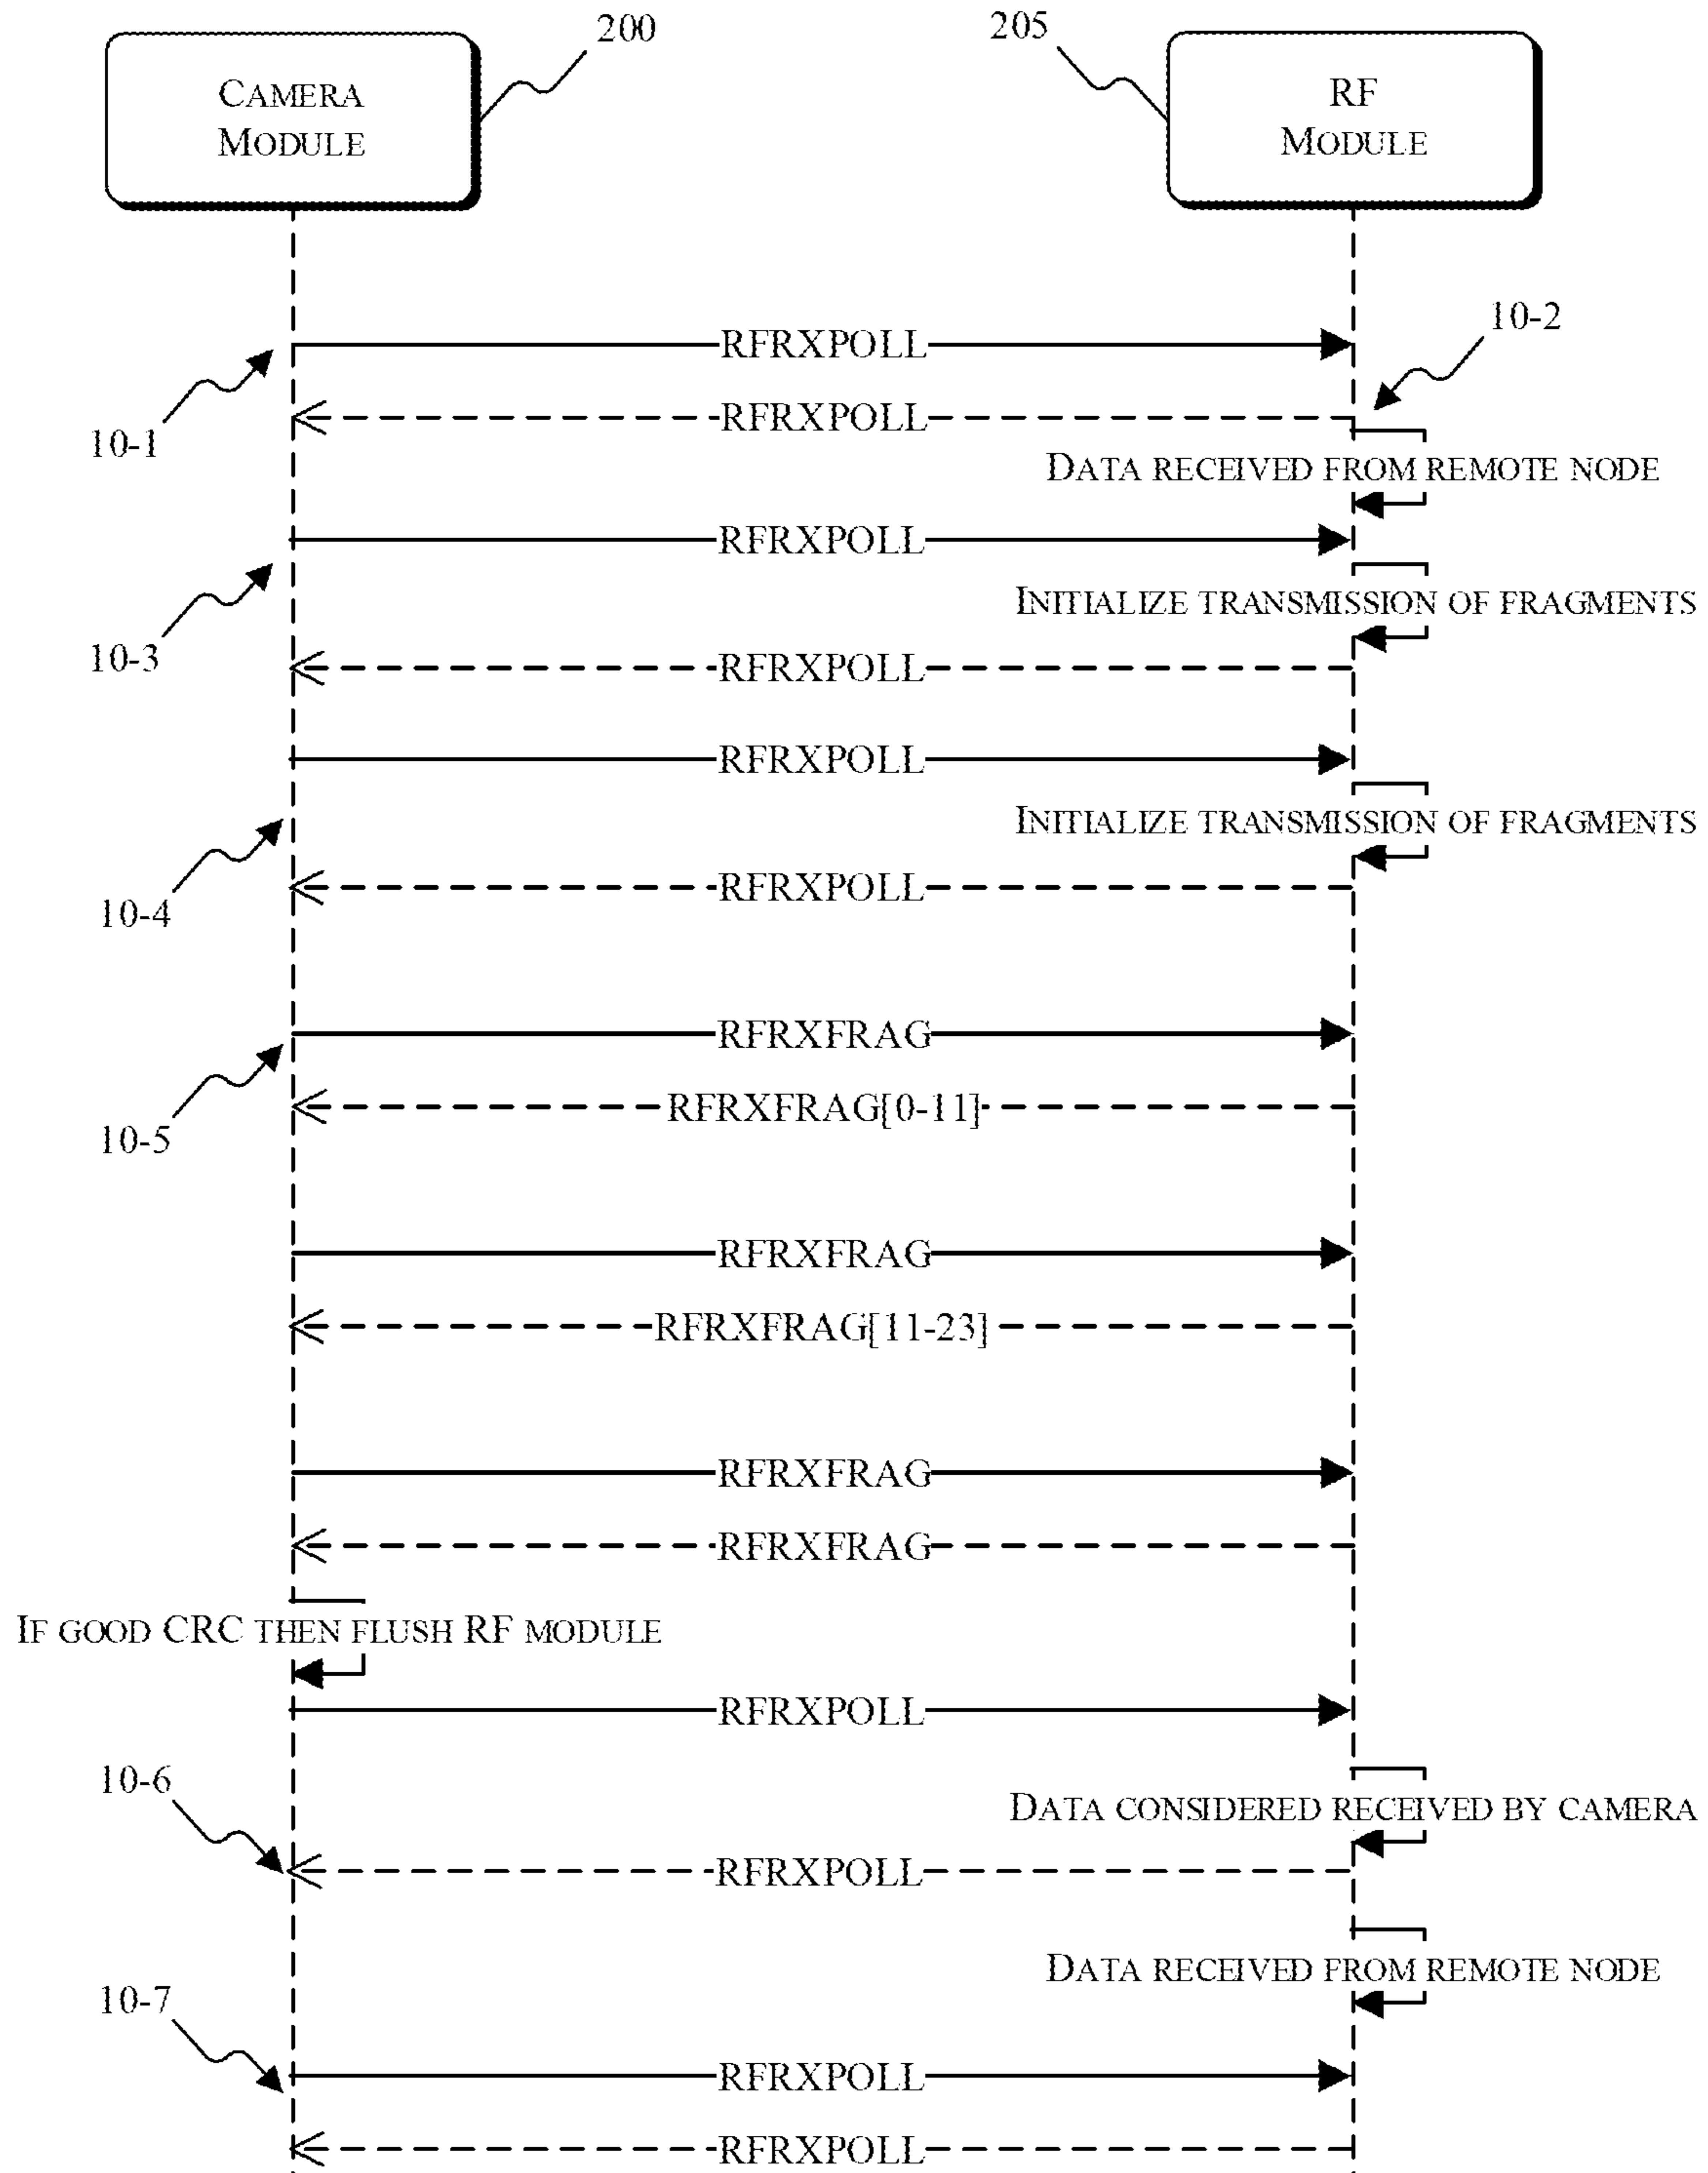 200
205
CAMERA
MODULE
RF
MODULE
10-2
RFRXPOLL
10-1
RFRXPOLL
DATA RECEIVED FROM REMOTE NODE
RFRXPOLL
INITIALIZE TRANSMISSION OF FRAGMENTS
10-3
RFRXPOLL
RFRXPOLL
INITIALIZE TRANSMISSION OF FRAGMENTS
10-4
RFRXPOLL
RFRXFRAG
RFRXFRAG[0-11]
10-5
RFRXFRAG
RFRXFRAG[11-23]
RFRXFRAG
RFRXFRAG
IF GOOD CRC THEN FLUSH RF MODULE
RFRXPOLL
10-6
DATA CONSIDERED RECEIVED BY CAMERA
RFRXPOLL
DATA RECEIVED FROM REMOTE NODE
10-7
RFRXPOLL
RFRXPOLL